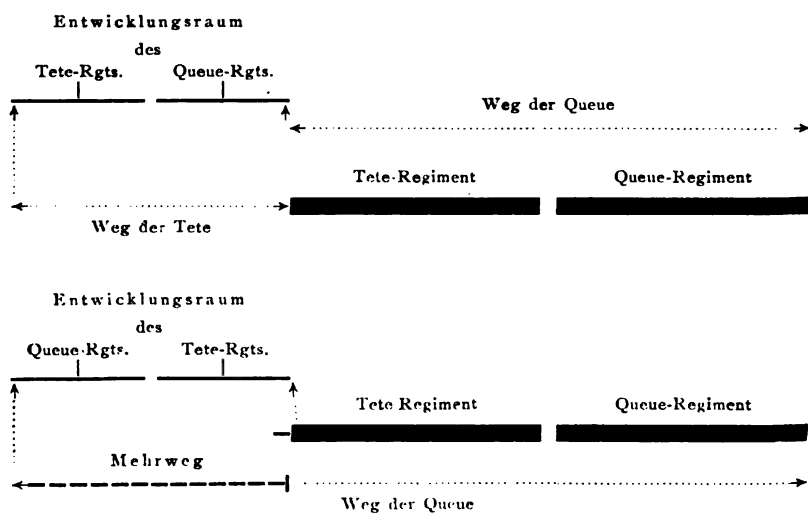 Entwicklungsraum
des
Tete-Rgts. Queue-Rgts.
Weg der Queue
Tete-Regiment Queue-Regiment
Weg der Tete
Entwicklungsraum
des
Queue-Rgts. Tete-Rgts.
Tete Regiment Queue-Regiment
Mehrweg
Weg der Queue